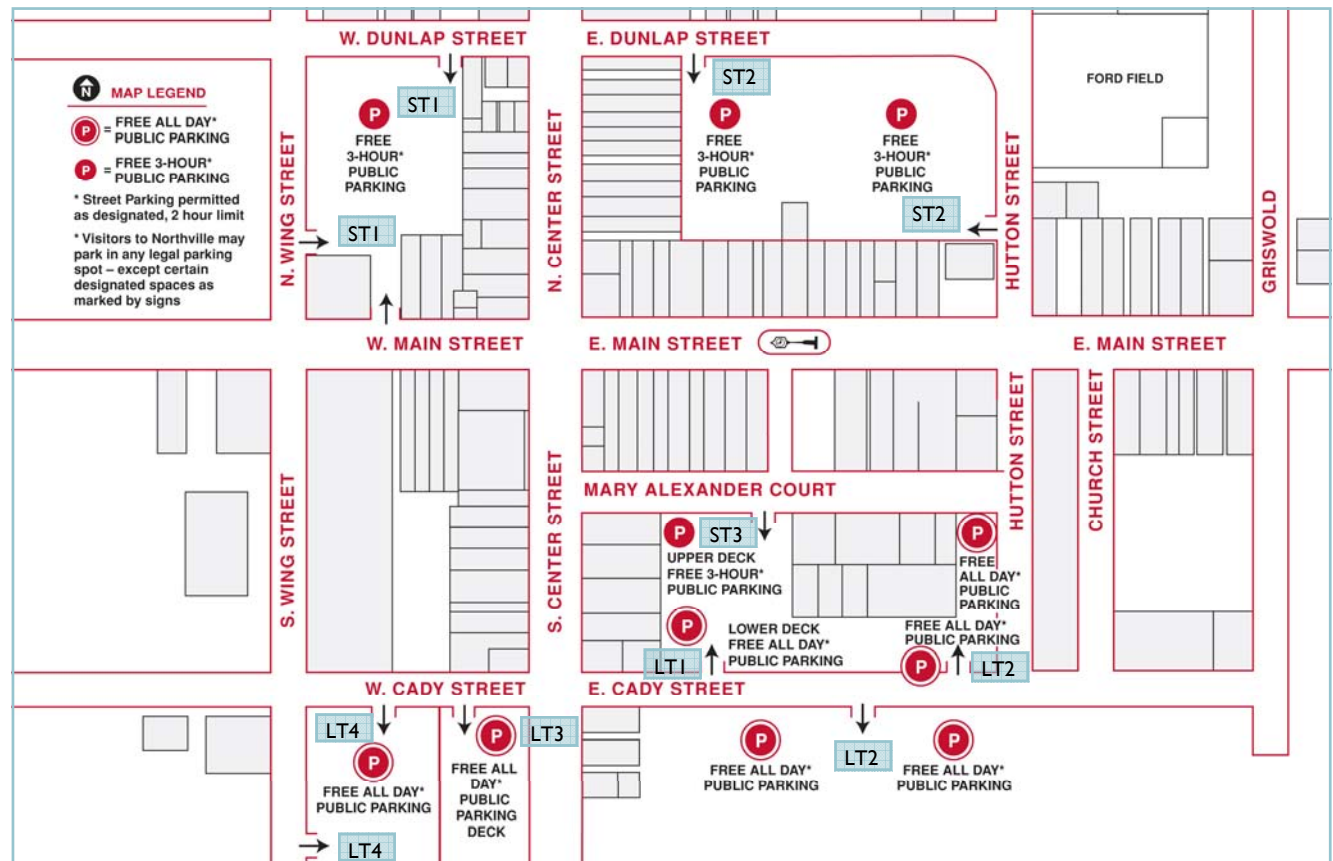 W. DUNLAP STREET
E. DUNLAP STREET
N
MAP LEGEND
P = FREE ALL DAY*
PUBLIC PARKING
P = FREE 3-HOUR*
PUBLIC PARKING
* Street Parking permitted
as designated, 2 hour limit
* Visitors to Northville may
park in any legal parking
spot – except certain
designated spaces as
marked by signs
N. WING STREET
ST1
P
FREE
3-HOUR*
PUBLIC
PARKING
ST1
N. CENTER STREET
ST2
P
FREE
3-HOUR*
PUBLIC
PARKING
P
FREE
3-HOUR*
PUBLIC
PARKING
ST2
HUTTON STREET
FORD FIELD
GRISWOLD
W. MAIN STREET
E. MAIN STREET
E. MAIN STREET
S. WING STREET
S. CENTER STREET
HUTTON STREET
CHURCH STREET
MARY ALEXANDER COURT
P
ST3
UPPER DECK
FREE 3-HOUR*
PUBLIC PARKING
P
LOWER DECK
FREE ALL DAY*
PUBLIC PARKING
LT1
P
FREE
ALL DAY*
PUBLIC
PARKING
FREE ALL DAY*
PUBLIC PARKING
P
LT2
W. CADY STREET
E. CADY STREET
LT4
P
FREE ALL DAY*
PUBLIC PARKING
LT4
P
LT3
FREE ALL
DAY*
PUBLIC
PARKING
DECK
P
FREE ALL DAY*
PUBLIC PARKING
LT2
P
FREE ALL DAY*
PUBLIC PARKING